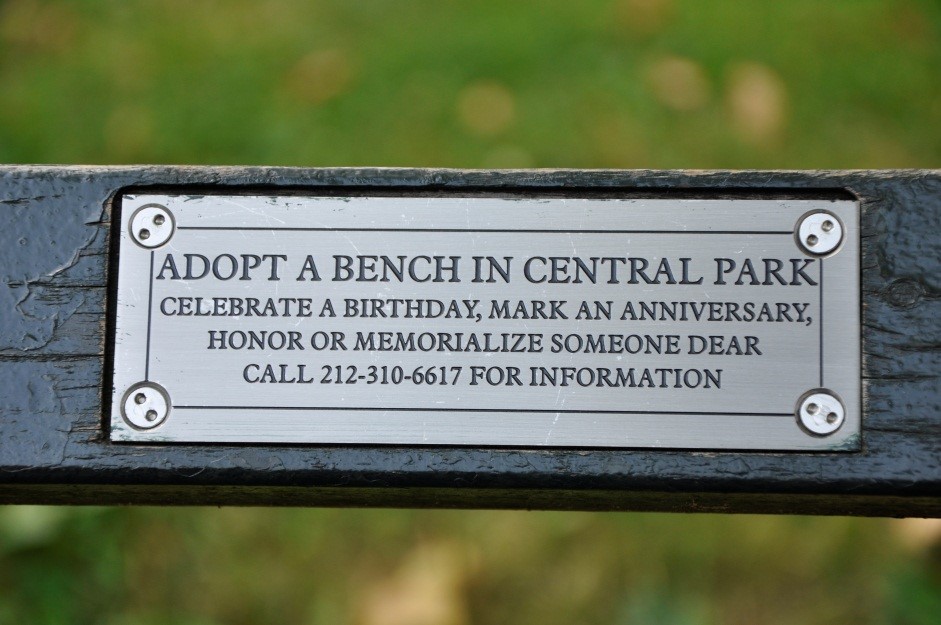 ADOPT A BENCH IN CENTRAL PARK
CELEBRATE A BIRTHDAY, MARK AN ANNIVERSARY,
HONOR OR MEMORIALIZE SOMEONE DEAR
CALL 212-310-6617 FOR INFORMATION